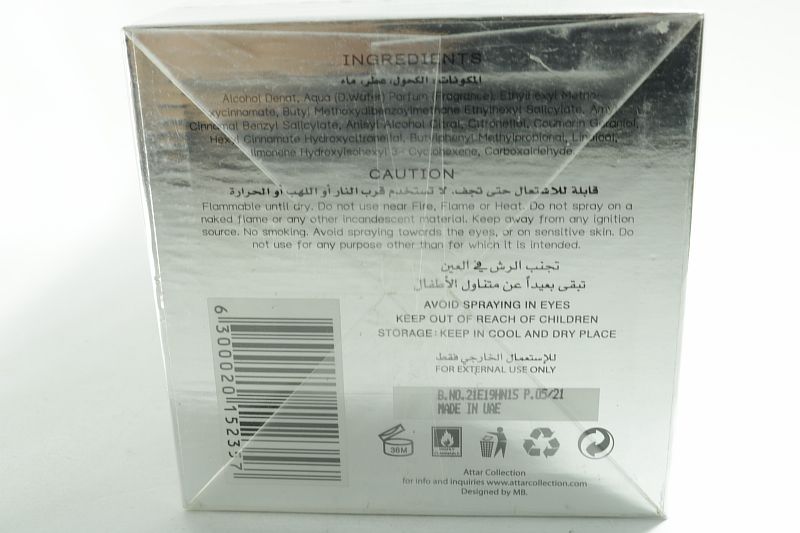 INGREDIENTS
المكونات: الكحول، عطر، ماء
Alcohol Denat, Aqua (D.Water) Parfum (Fragrance), Ethylhexyl Metho-
xycinnamate, Butyl Methoxydibenzoylmethane Ethylhexyl Salicylate, Amyl
Cinnamal Benzyl Salicylate, Anisyl Alcohol Citral, Citronellol, Coumarin Geraniol,
Hexyl Cinnamate Hydroxycitronellal, Butylphenyl Methylpropional, Linalool,
limonene Hydroxyisohexyl 3- Cyclohexene, Carboxaldehyde
CAUTION
قابلة للاشتعال حتى تجف، لا تستخدم قرب النار أو اللهب أو الحرارة
Flammable until dry. Do not use near Fire, Flame or Heat. Do not spray on a
naked flame or any other incandescent material. Keep away from any ignition
source. No smoking. Avoid spraying towards the eyes, or on sensitive skin. Do
not use for any purpose other than for which it is intended.
تجنب الرش في العين
تبقى بعيداً عن متناول الأطفال
AVOID SPRAYING IN EYES
KEEP OUT OF REACH OF CHILDREN
STORAGE: KEEP IN COOL AND DRY PLACE
للإستعمال الخارجي فقط
FOR EXTERNAL USE ONLY
B.NO.21E19HN1S P.05/21
MADE IN UAE
36M
Attar Collection
for info and inquiries www.attarcollection.com
Designed by MB.